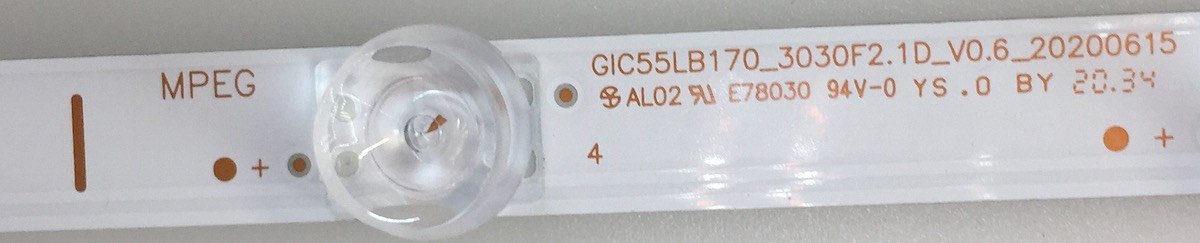 MPEG
+
GIC55LB170_3030F2.1D_V0.6_20200615
AL02 E78030 94V-0 YS .0 BY 20.34
4
+